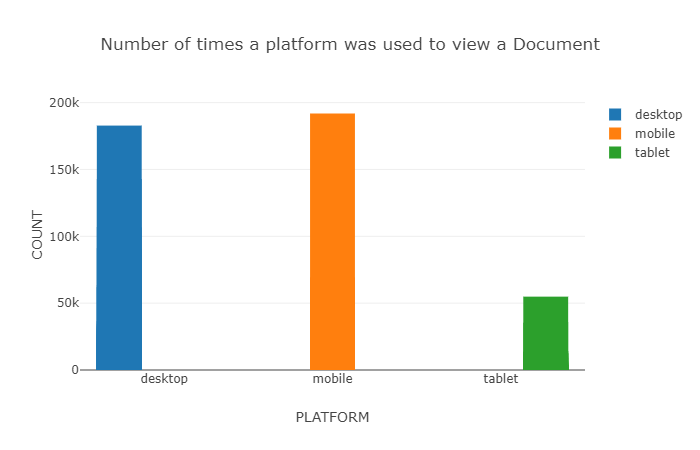 Number of times a platform was used to view a Document
200k
150k
100k
50k
0
COUNT
desktop
mobile
tablet
PLATFORM
desktop
mobile
tablet